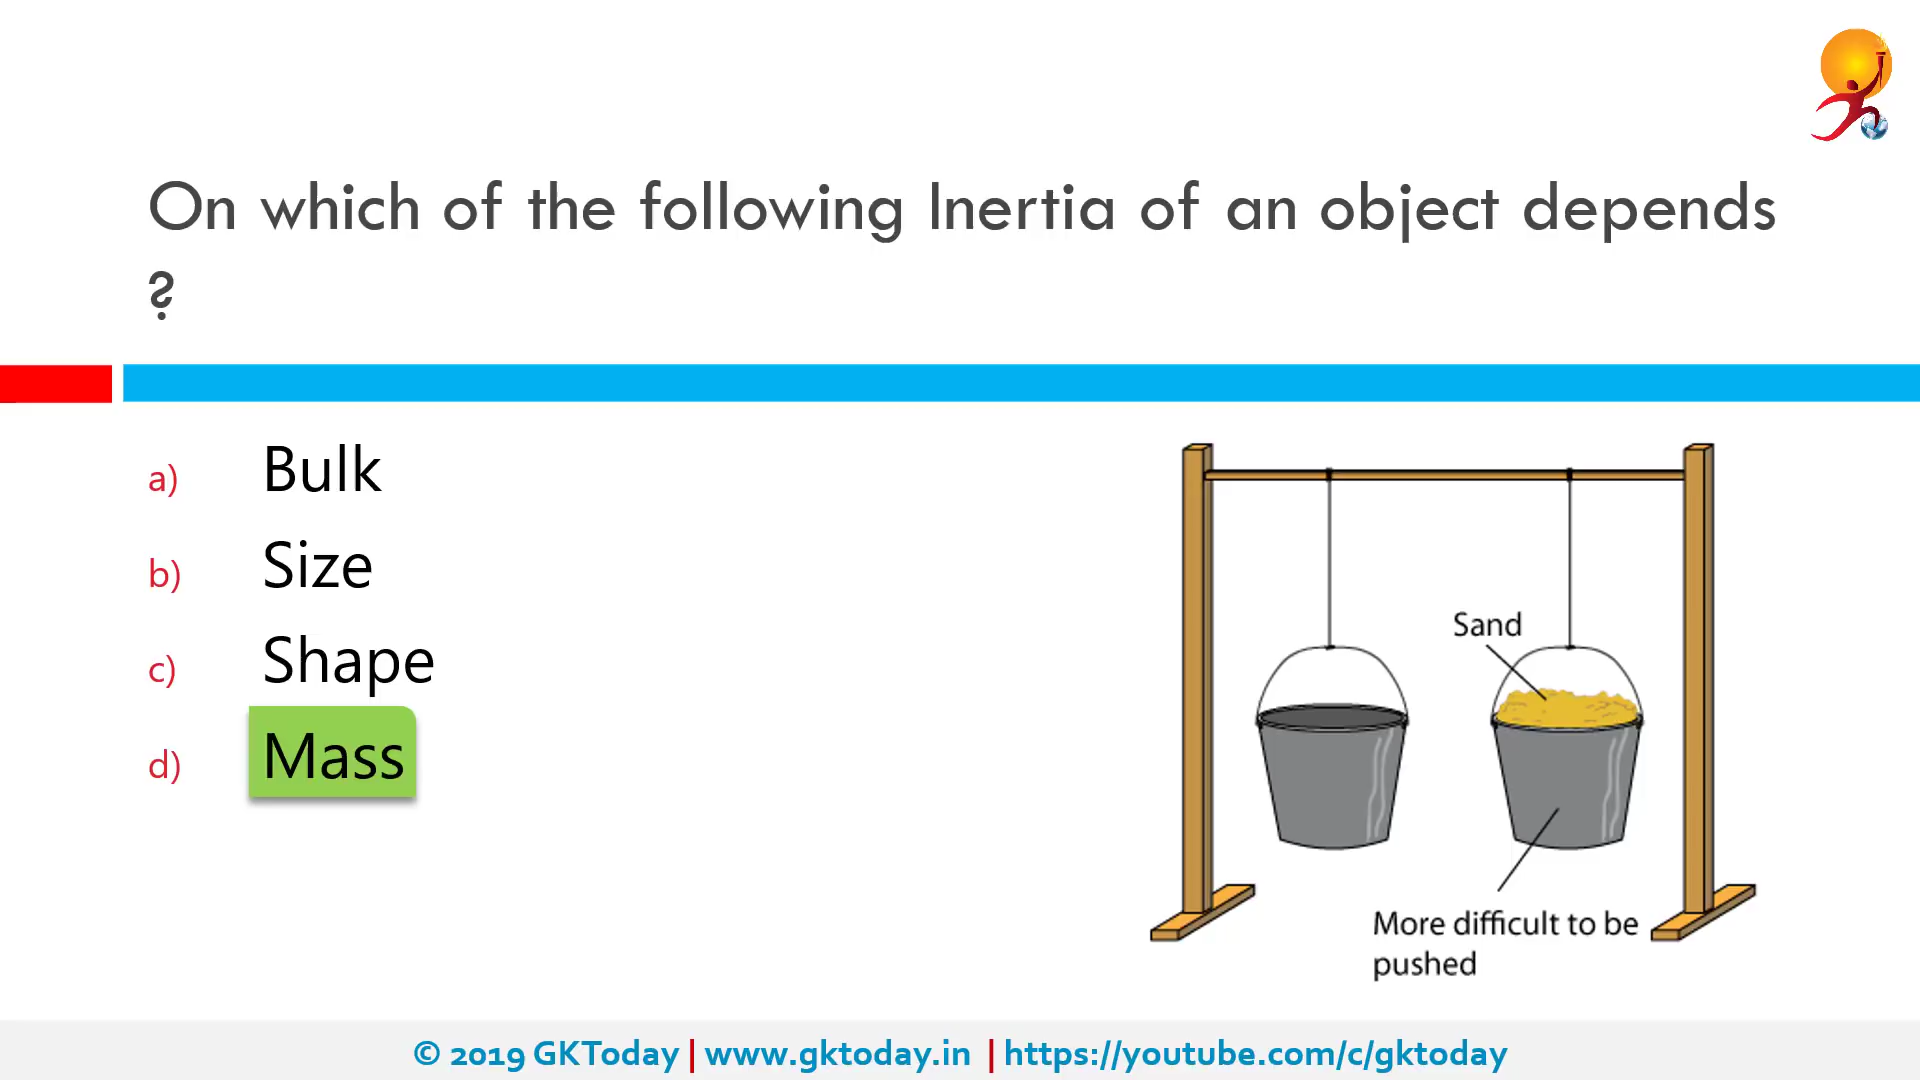 On which of the following Inertia of an object depends
?
a) Bulk
b) Size
c) Shape
d) Mass
Sand
More difficult to be
pushed
© 2019 GKToday | www.gktoday.in | https://youtube.com/c/gktoday